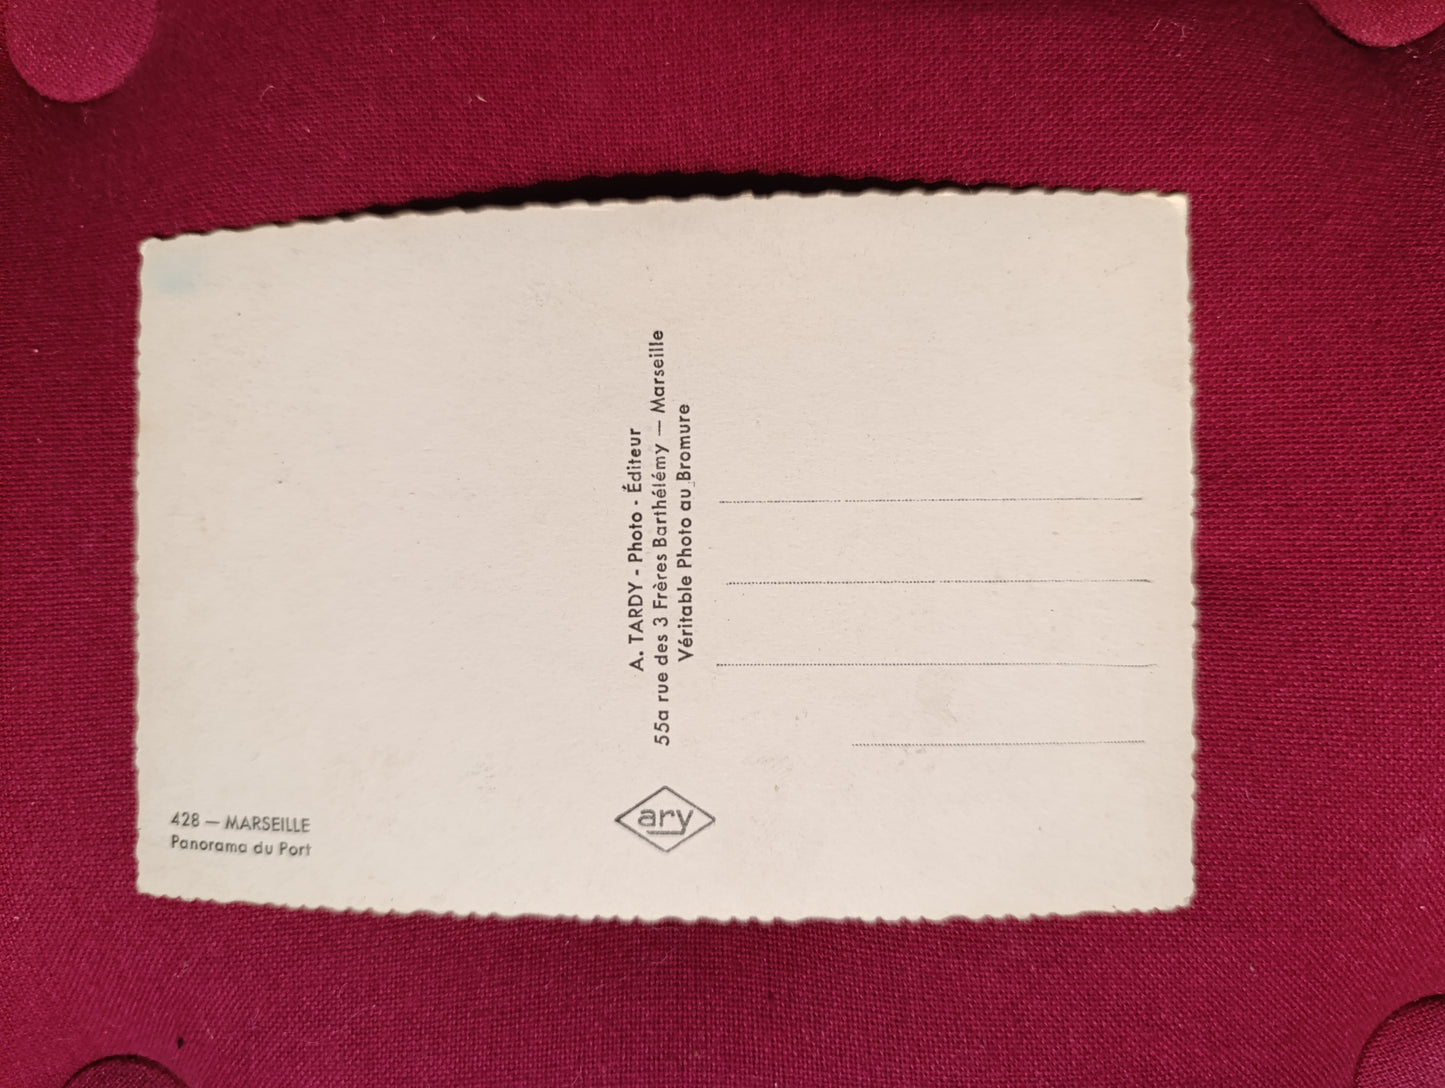 428 — MARSEILLE
Panorama du Port
A. TARDY - Photo - Éditeur
55a rue des 3 Frères Barthélémy — Marseille
Véritable Photo au Bromure
ary